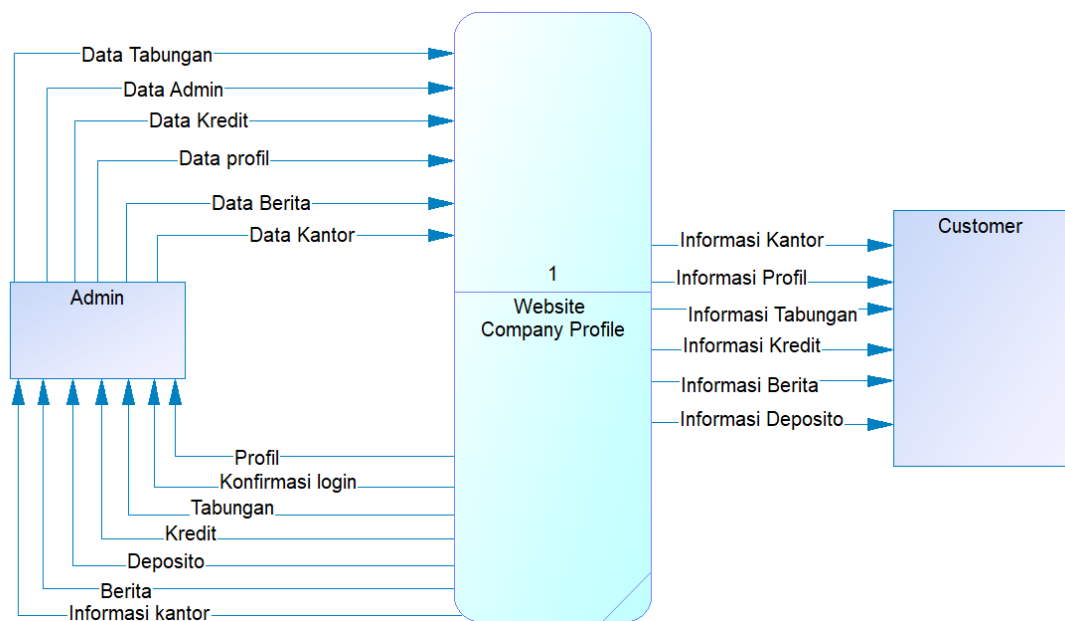 Data Tabungan
Data Admin
Data Kredit
Data profil
Data Berita
Data Kantor
Admin
1
Website
Company Profile
Informasi Kantor
Informasi Profil
Informasi Tabungan
Informasi Kredit
Informasi Berita
Informasi Deposito
Customer
Profil
Konfirmasi login
Tabungan
Kredit
Deposito
Berita
Informasi kantor